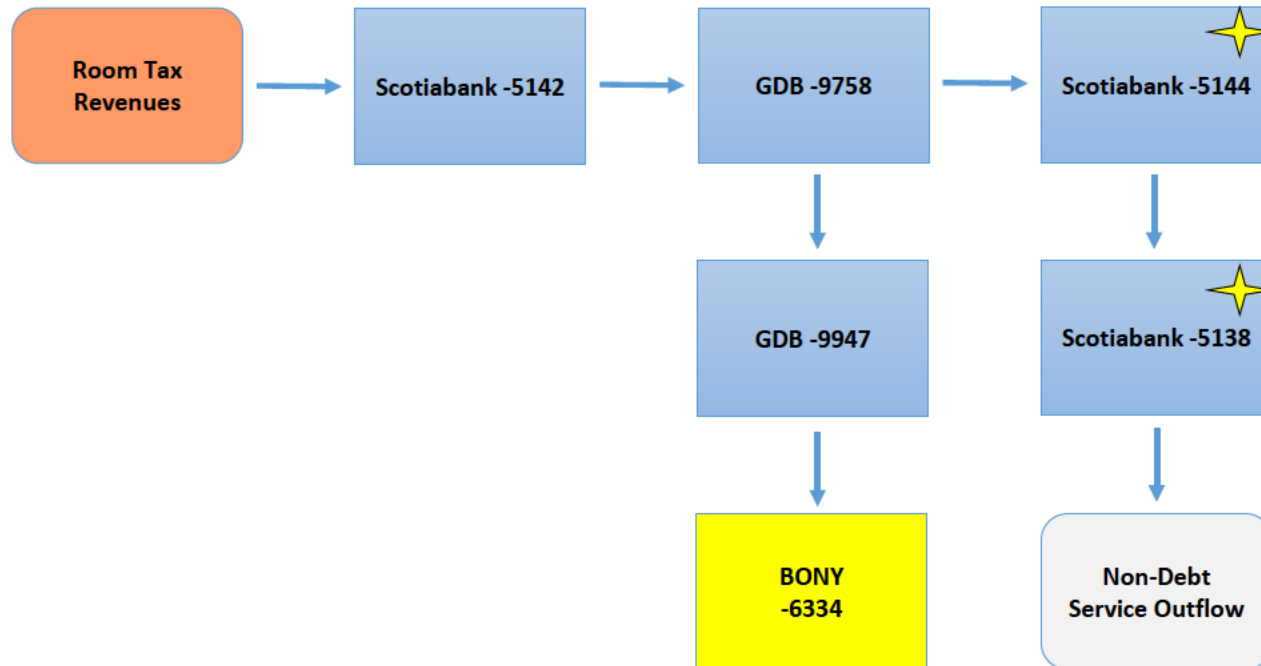 Room Tax
Revenues
Scotiabank -5142
GDB -9758
Scotiabank -5144
GDB -9947
Scotiabank -5138
BONY
-6334
Non-Debt
Service Outflow